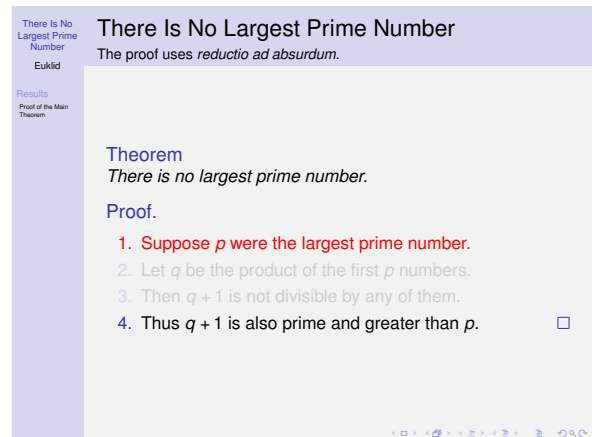 There Is No
Largest Prime
Number
Euklid
Results
Proof of the Main
Theorem
There Is No Largest Prime Number
The proof uses reductio ad absurdum.
Theorem
There is no largest prime number.
Proof.
1. Suppose p were the largest prime number.
2. Let q be the product of the first p numbers.
3. Then q + 1 is not divisible by any of them.
4. Thus q + 1 is also prime and greater than p.